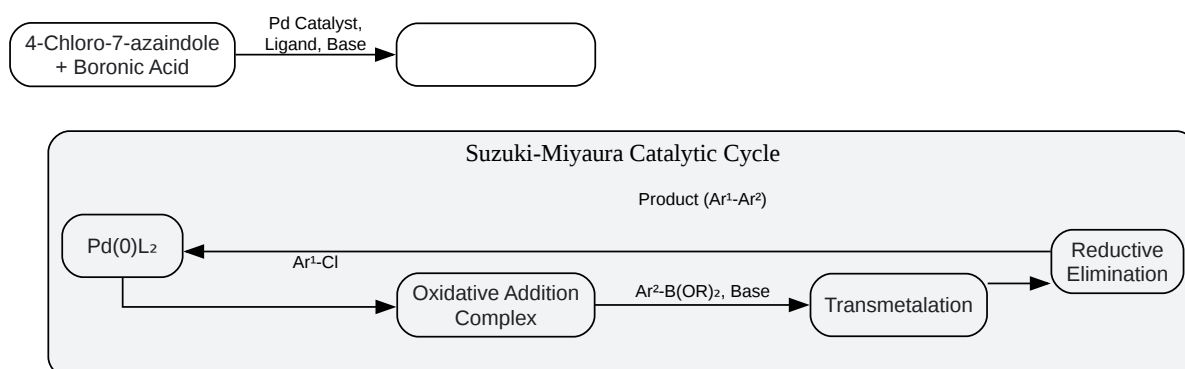 Pd Catalyst,
Ligand, Base
4-Chloro-7-azaindole
+ Boronic Acid
Suzuki-Miyaura Catalytic Cycle
Product (Ar¹-Ar²)
Pd(0)L₂
Ar¹-Cl
Reductive
Elimination
Oxidative Addition
Complex
Ar²-B(OR)₂, Base
Transmetalation